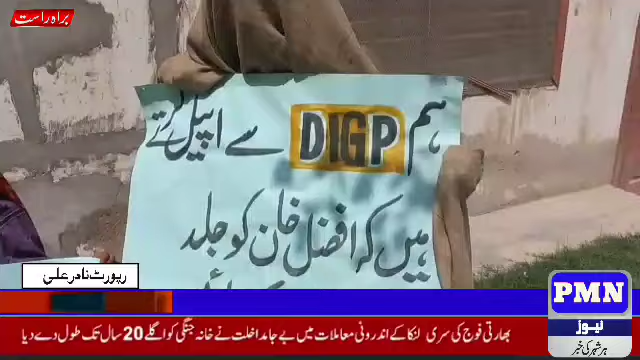 براہ راست
ہم DIGP سے اپیل کرتے
ہیں کہ افضل خان کو جلد
رپورٹ نادر علی
PMN
نیوز
ہر شہر کی خبر
بھارتی فوج کی سری لنکا کے اندرونی معاملات میں بے جا مداخلت نے خانہ جنگی کو اگلے 20 سال تک طول دے دیا